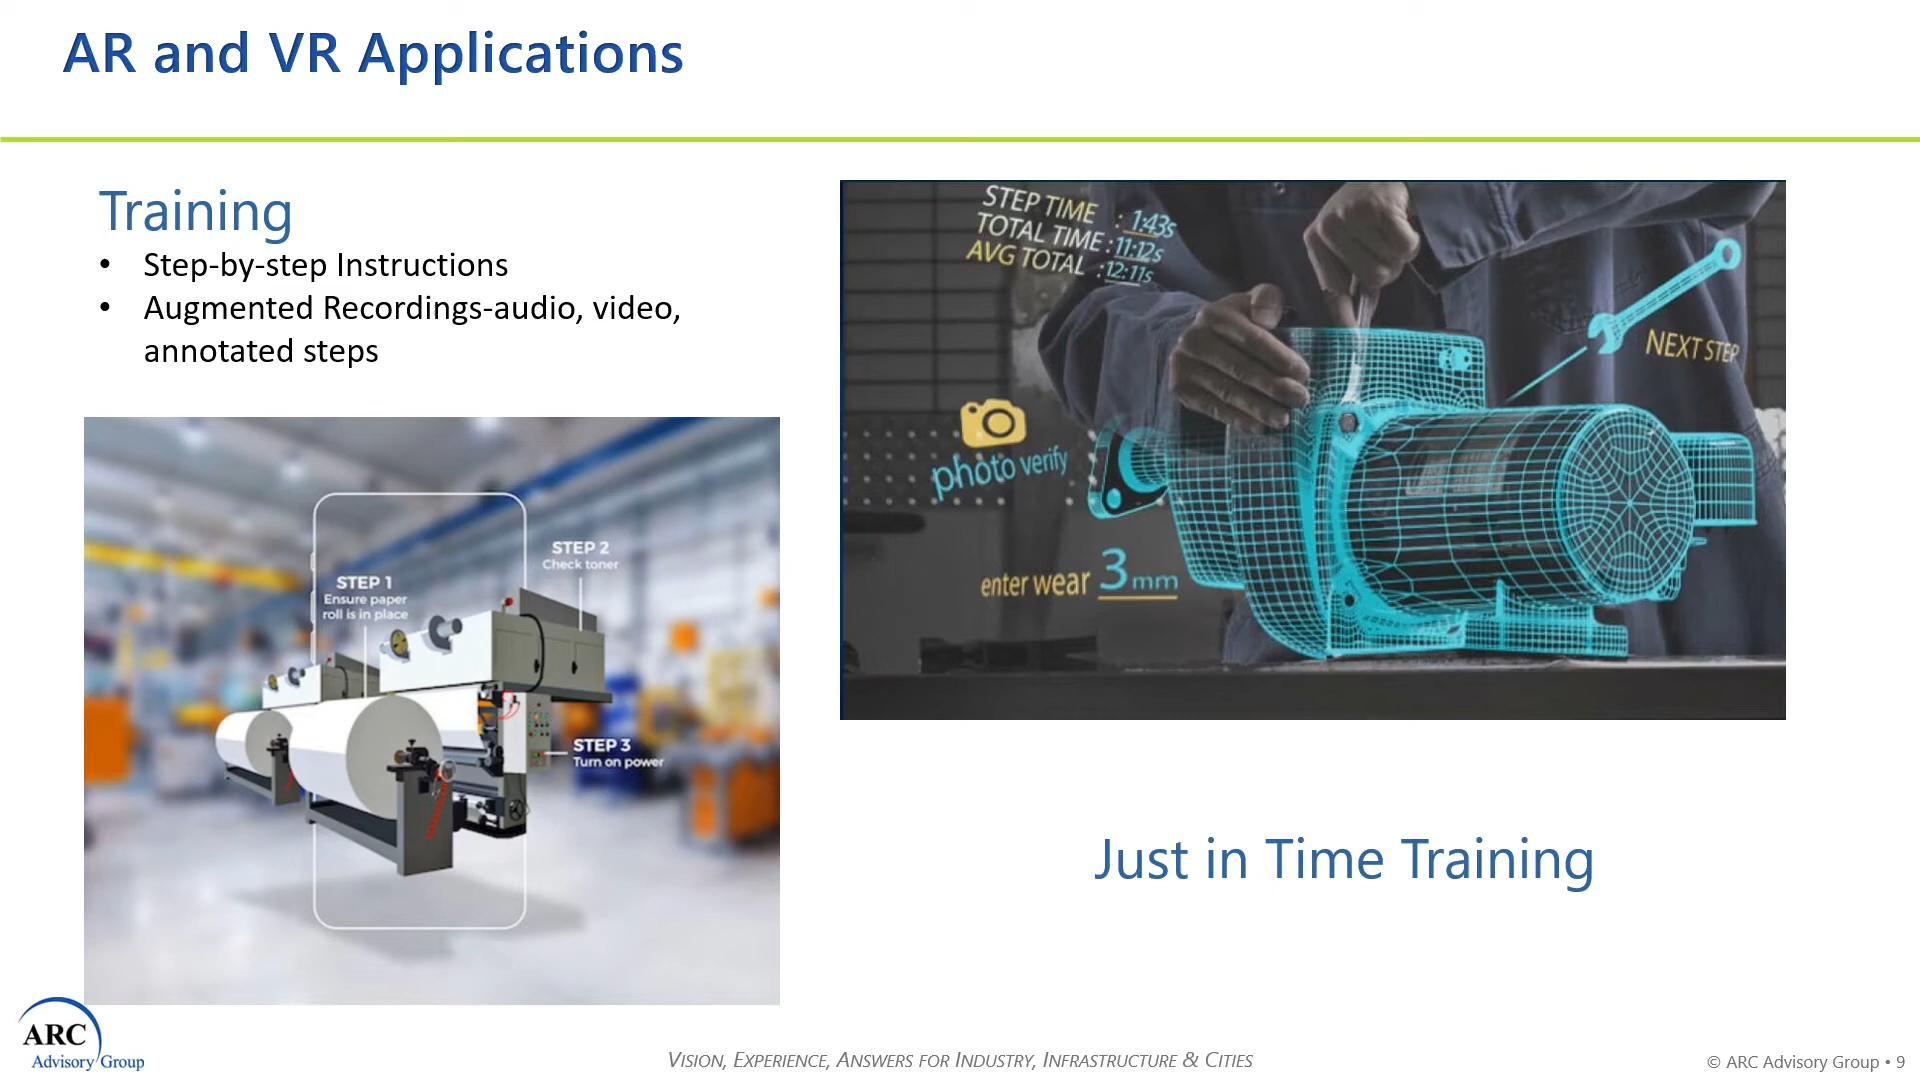 AR and VR Applications
Training
• Step-by-step Instructions
• Augmented Recordings-audio, video,
annotated steps
STEP 1
Ensure paper
roll is in place
STEP 2
Check toner
STEP 3
Turn on power
STEP TIME : 1:43s
TOTAL TIME : 11:12s
AVG TOTAL : 12:11s
NEXT STEP
photo verify
enter wear 3mm
Just in Time Training
ARC
Advisory Group
VISION, EXPERIENCE, ANSWERS FOR INDUSTRY, INFRASTRUCTURE & CITIES
© ARC Advisory Group • 9